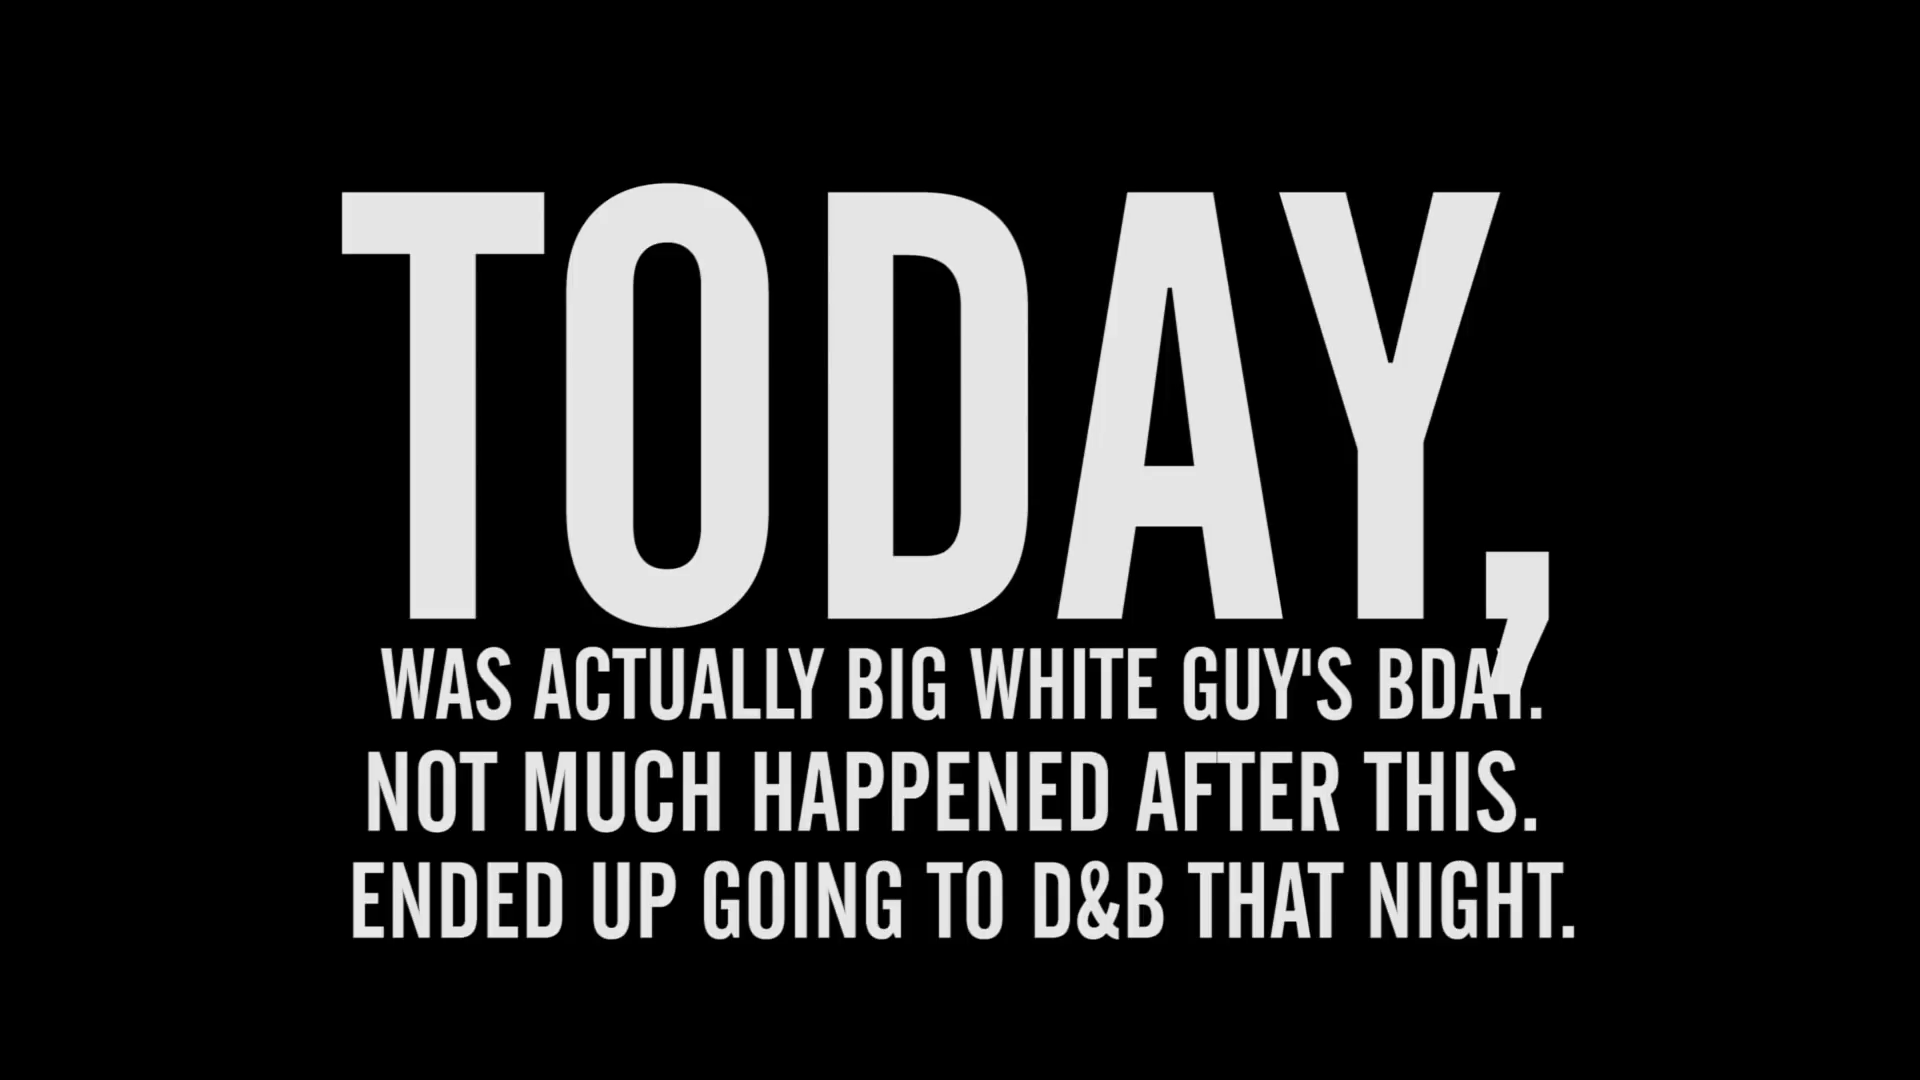 TODAY,
WAS ACTUALLY BIG WHITE GUY'S BDAY.
NOT MUCH HAPPENED AFTER THIS.
ENDED UP GOING TO D&B THAT NIGHT.